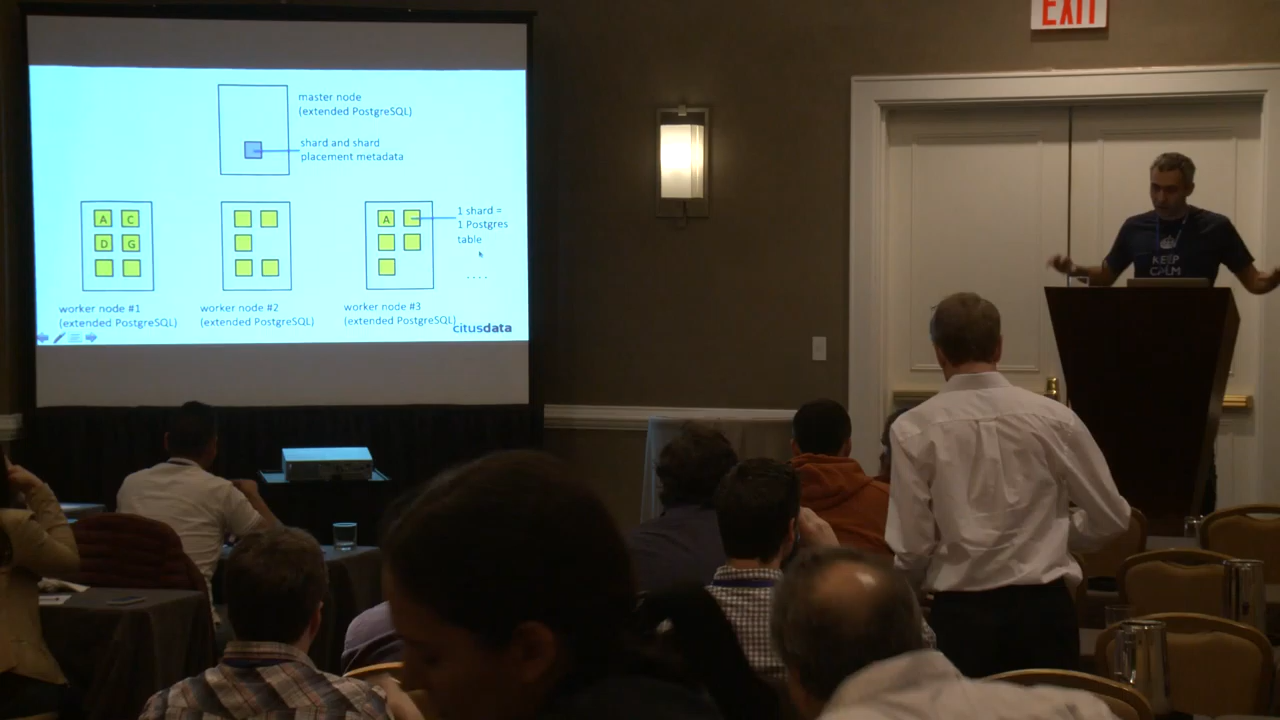 EXIT
master node
(extended PostgreSQL)
shard and shard
placement metadata
A C
D G
A
1 shard =
1 Postgres
table
....
worker node #1
(extended PostgreSQL)
worker node #2
(extended PostgreSQL)
worker node #3
(extended PostgreSQL)
citusdata
KEEP
CALM